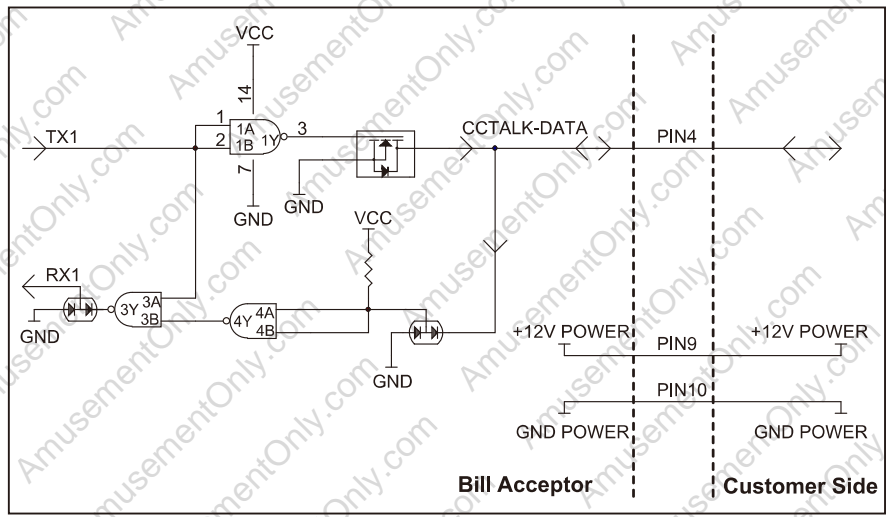 VCC
14
1
2
1A
1B
1Y
3
7
GND
TX1
GND
CCTALK-DATA
PIN4
VCC
RX1
3Y
3A
3B
4Y
4A
4B
GND
GND
+12V POWER
PIN9
+12V POWER
PIN10
GND POWER
GND POWER
Bill Acceptor
Customer Side
AmusementOnly.com